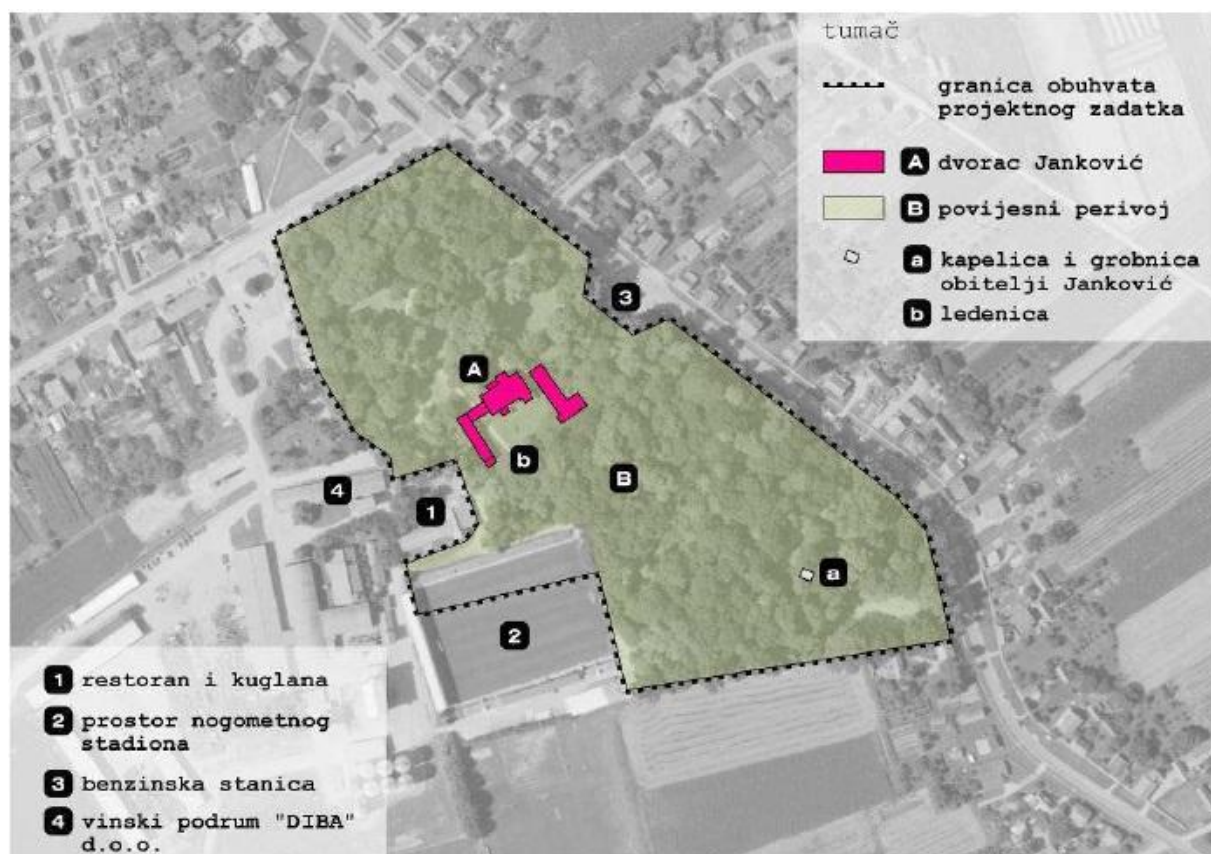 tumač
granica obuhvata
projektnog zadatka
A dvorac Janković
B povijesni perivoj
a kapelica i grobnica
obitelji Janković
b ledenica
3
A
b
B
4
1
a
2
1 restoran i kuglana
2 prostor nogometnog
stadiona
3 benzinska stanica
4 vinski podrum "DIBA"
d.o.o.